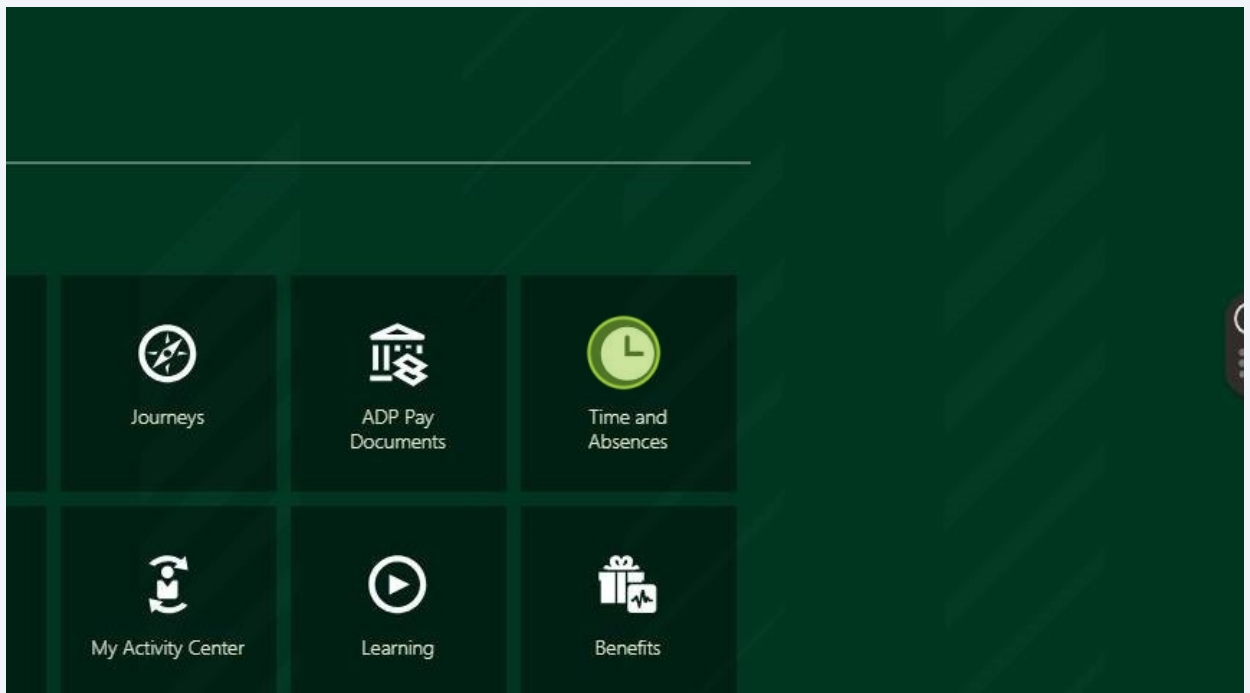 Journeys
ADP Pay
Documents
Time and
Absences
My Activity Center
Learning
Benefits